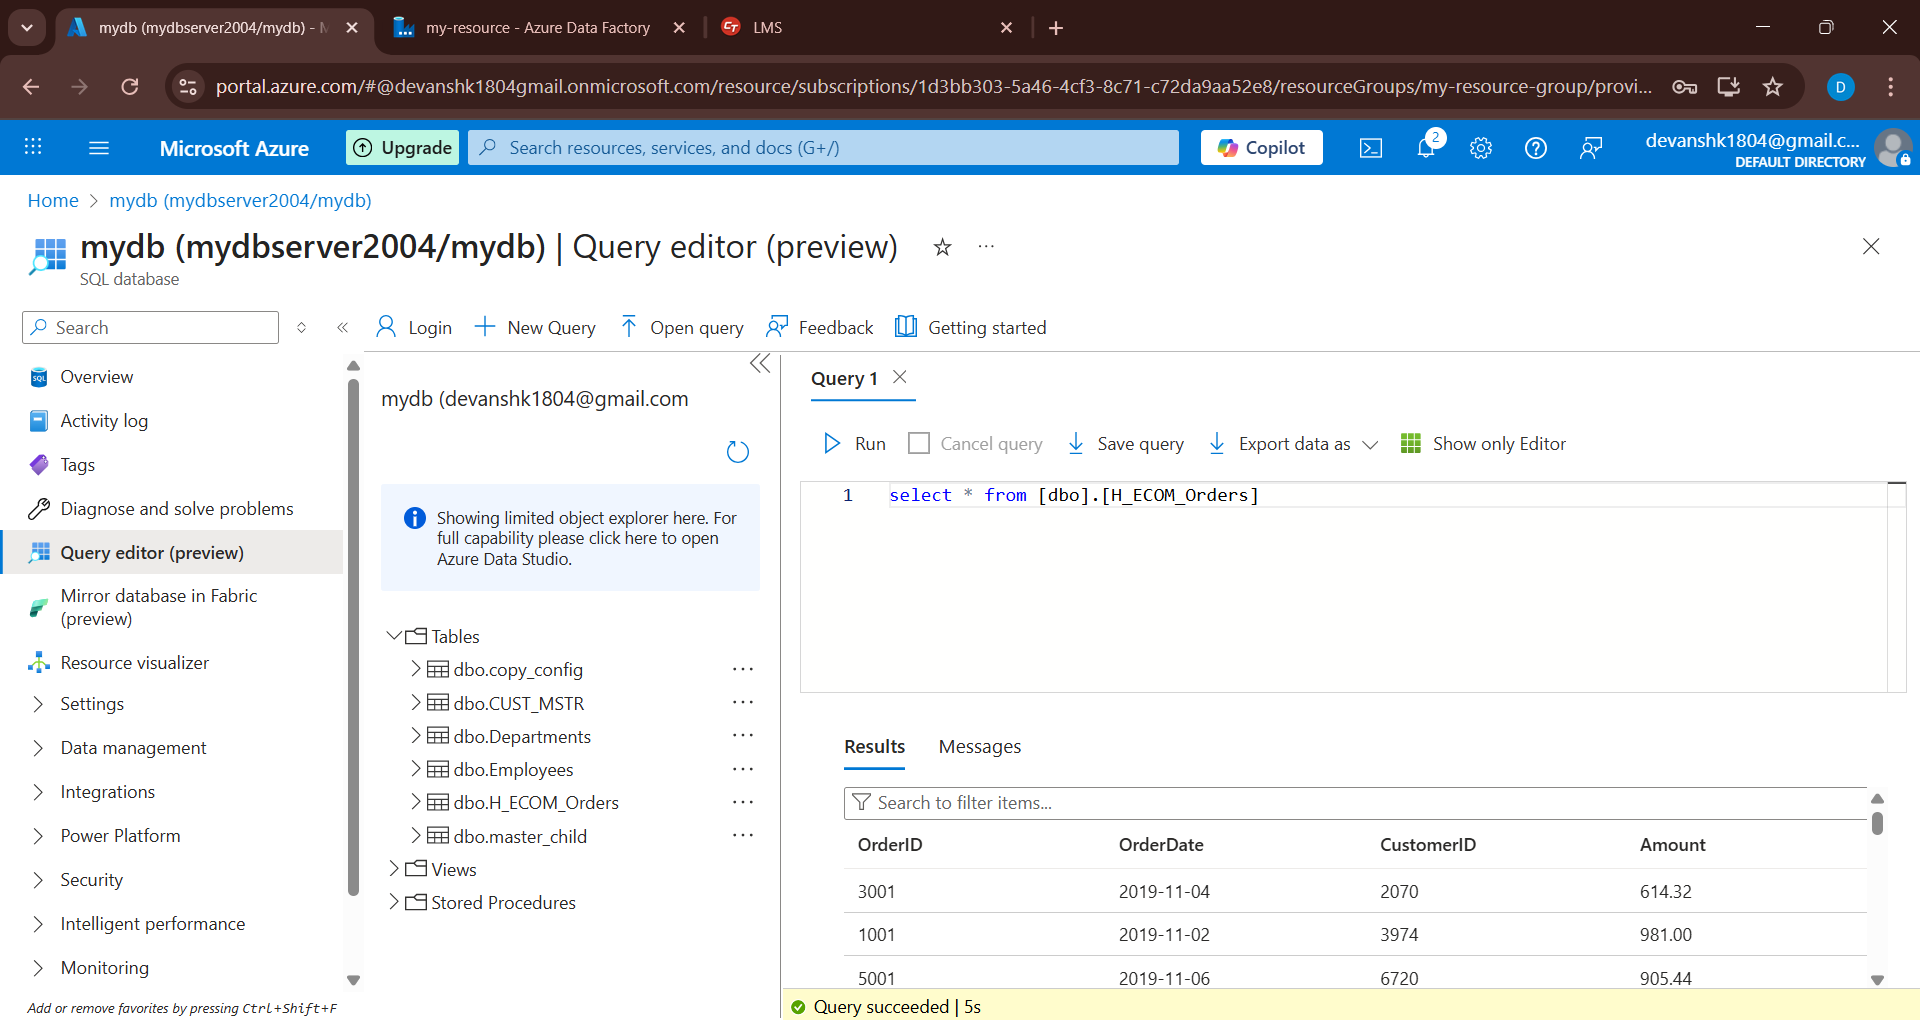 mydb (mydbserver2004/mydb) - M
my-resource - Azure Data Factory
LMS
portal.azure.com/#@devanshk1804gmail.onmicrosoft.com/resource/subscriptions/1d3bb303-5a46-4cf3-8c71-c72da9aa52e8/resourceGroups/my-resource-group/provi...
D
Microsoft Azure
Upgrade
Search resources, services, and docs (G+/)
Copilot
2
devanshk1804@gmail.c...
DEFAULT DIRECTORY
Home > mydb (mydbserver2004/mydb)
mydb (mydbserver2004/mydb) | Query editor (preview)
SQL database
Search
Login
New Query
Open query
Feedback
Getting started
Overview
Activity log
Tags
Diagnose and solve problems
Query editor (preview)
Mirror database in Fabric
(preview)
Resource visualizer
Settings
Data management
Integrations
Power Platform
Security
Intelligent performance
Monitoring
Add or remove favorites by pressing Ctrl+Shift+F
mydb (devanshk1804@gmail.com
Showing limited object explorer here. For
full capability please click here to open
Azure Data Studio.
Tables
dbo.copy_config
dbo.CUST_MSTR
dbo.Departments
dbo.Employees
dbo.H_ECOM_Orders
dbo.master_child
Views
Stored Procedures
Query 1
Run
Cancel query
Save query
Export data as
Show only Editor
1 select * from [dbo].[H_ECOM_Orders]
Results
Messages
Search to filter items...
OrderID OrderDate CustomerID Amount
3001 2019-11-04 2070 614.32
1001 2019-11-02 3974 981.00
5001 2019-11-06 6720 905.44
Query succeeded | 5s